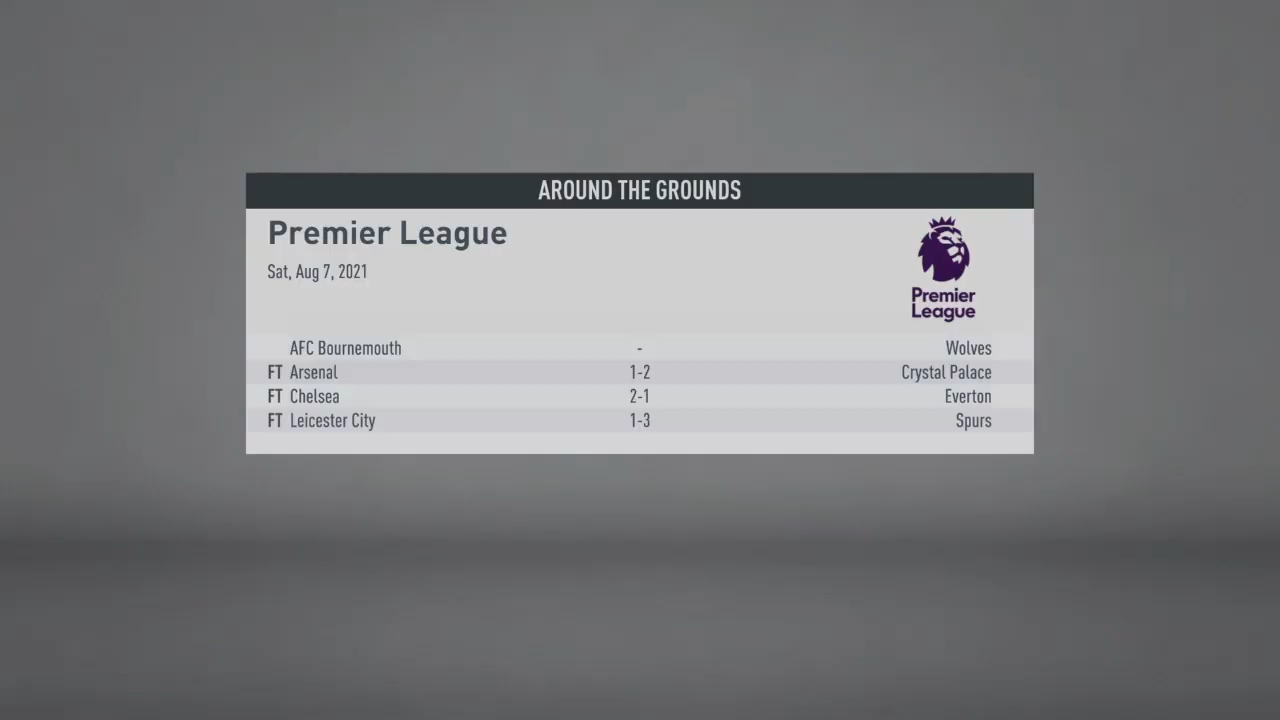 AROUND THE GROUNDS
Premier League
Sat, Aug 7, 2021
Premier
League
AFC Bournemouth - Wolves
FT Arsenal 1-2 Crystal Palace
FT Chelsea 2-1 Everton
FT Leicester City 1-3 Spurs